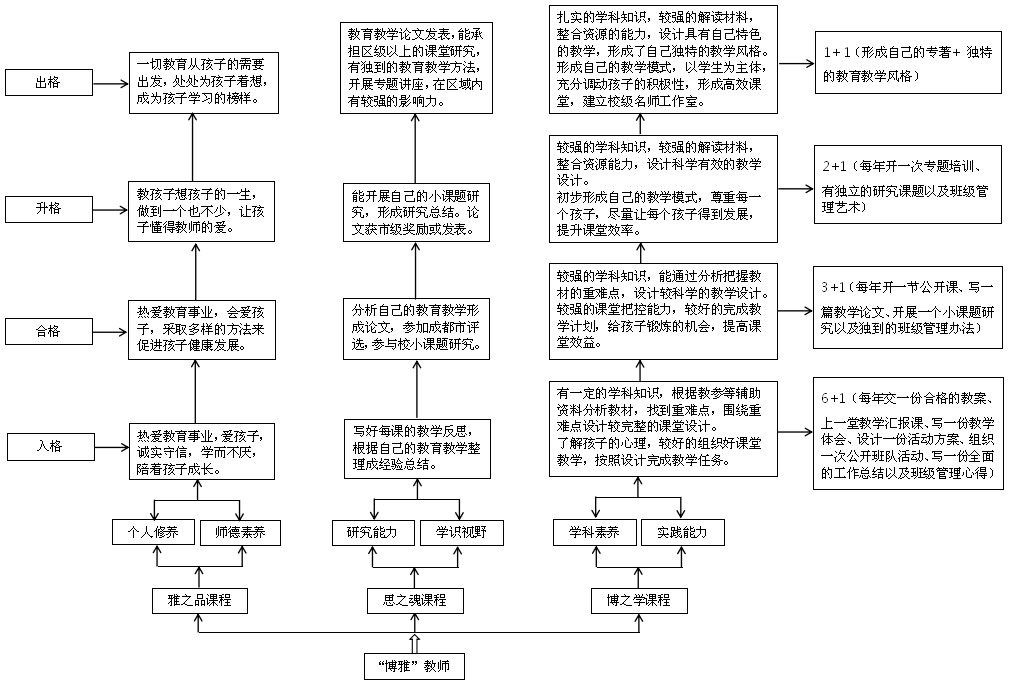 出格
一切教育从孩子的需要
出发，处处为孩子着想，
成为孩子学习的榜样。
教育教学论文发表，能承
担区级以上的课堂研究，
有独到的教育教学方法，
开展专题讲座，在区域内
有较强的影响力。
扎实的学科知识，较强的解读材料，
整合资源的能力，设计具有自己特色
的教学，形成了自己独特的教学风格。
形成自己的教学模式，以学生为主体，
充分调动孩子的积极性，形成高效课
堂，建立校级名师工作室。
1+1（形成自己的专著+ 独特
的教育教学风格）
升格
教孩子想孩子的一生，
做到一个也不少，让孩
子懂得教师的爱。
能开展自己的小课题研
究，形成研究总结。论
文获市级奖励或发表。
较强的学科知识，较强的解读材料，
整合资源能力，设计科学有效的教学
设计。
初步形成自己的教学模式，尊重每一
个孩子，尽量让每个孩子得到发展，
提升课堂效率。
2+1（每年开一次专题培训、
有独立的研究课题以及班级管
理艺术）
合格
热爱教育事业，会爱孩
子，采取多样的方法来
促进孩子健康发展。
分析自己的教育教学形
成论文，参加成都市评
选，参与校小课题研究。
较强的学科知识，能通过分析把握教
材的重难点，设计较科学的教学设计。
较强的课堂把控能力，较好的完成教
学计划，给孩子锻炼的机会，提高课
堂效益。
3+1（每年开一节公开课、写一
篇教学论文、开展一个小课题研
究以及独到的班级管理办法）
入格
热爱教育事业，爱孩子，
诚实守信，学而不厌，
陪着孩子成长。
写好每课的教学反思，
根据自己的教育教学整
理成经验总结。
有一定的学科知识，根据教参等辅助
资料分析教材，找到重难点，围绕重
难点设计较完整的课堂设计。
了解孩子的心理，较好的组织好课堂
教学，按照设计完成教学任务。
6+1（每年交一份合格的教案、
上一堂教学汇报课、写一份教学
体会、设计一份活动方案、组织
一次公开班队活动、写一份全面
的工作总结以及班级管理心得）
个人修养
师德素养
研究能力
学识视野
学科素养
实践能力
雅之品课程
思之魂课程
博之学课程
“博雅”教师